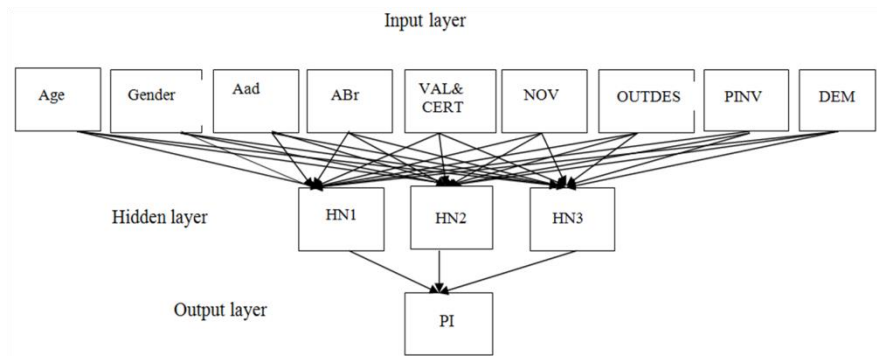 Input layer
Age
Gender
Aad
ABr
VAL&
CERT
NOV
OUTDES
PINV
DEM
Hidden layer
HN1
HN2
HN3
Output layer
PI